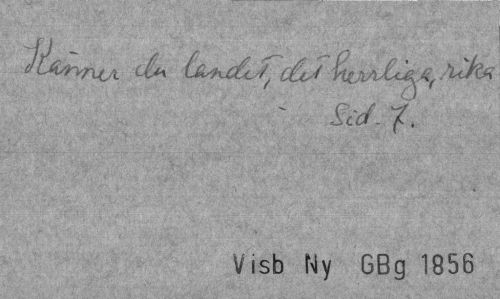 Känner du landet, det herrliga, rika
Sid. 7.
Visb Ny GBg 1856